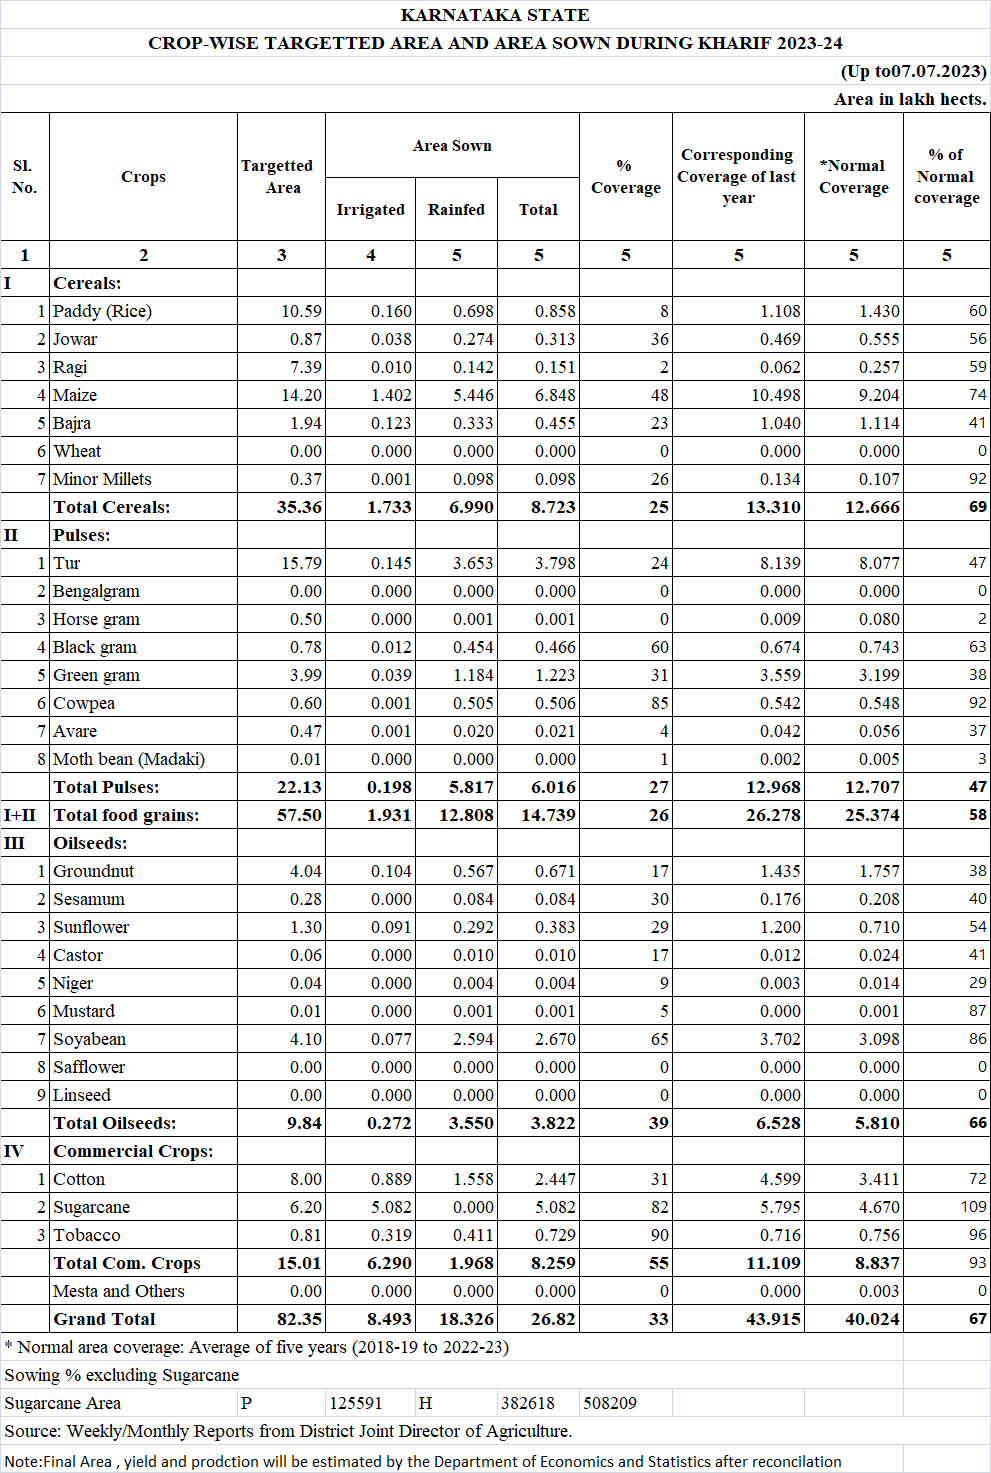 KARNATAKA STATE
CROP-WISE TARGETTED AREA AND AREA SOWN DURING KHARIF 2023-24
(Up to07.07.2023)
Area in lakh hects.
Sl. No. Crops Targetted Area Area Sown % Coverage Corresponding Coverage of last year *Normal Coverage % of Normal coverage
Irrigated Rainfed Total
1 2 3 4 5 5 5 5 5 5
I Cereals:
1 Paddy (Rice) 10.59 0.160 0.698 0.858 8 1.108 1.430 60
2 Jowar 0.87 0.038 0.274 0.313 36 0.469 0.555 56
3 Ragi 7.39 0.010 0.142 0.151 2 0.062 0.257 59
4 Maize 14.20 1.402 5.446 6.848 48 10.498 9.204 74
5 Bajra 1.94 0.123 0.333 0.455 23 1.040 1.114 41
6 Wheat 0.00 0.000 0.000 0.000 0 0.000 0.000 0
7 Minor Millets 0.37 0.001 0.098 0.098 26 0.134 0.107 92
Total Cereals: 35.36 1.733 6.990 8.723 25 13.310 12.666 69
II Pulses:
1 Tur 15.79 0.145 3.653 3.798 24 8.139 8.077 47
2 Bengalgram 0.00 0.000 0.000 0.000 0 0.000 0.000 0
3 Horse gram 0.50 0.000 0.001 0.001 0 0.009 0.080 2
4 Black gram 0.78 0.012 0.454 0.466 60 0.674 0.743 63
5 Green gram 3.99 0.039 1.184 1.223 31 3.559 3.199 38
6 Cowpea 0.60 0.001 0.505 0.506 85 0.542 0.548 92
7 Avare 0.47 0.001 0.020 0.021 4 0.042 0.056 37
8 Moth bean (Madaki) 0.01 0.000 0.000 0.000 1 0.002 0.005 3
Total Pulses: 22.13 0.198 5.817 6.016 27 12.968 12.707 47
I+II Total food grains: 57.50 1.931 12.808 14.739 26 26.278 25.374 58
III Oilseeds:
1 Groundnut 4.04 0.104 0.567 0.671 17 1.435 1.757 38
2 Sesamum 0.28 0.000 0.084 0.084 30 0.176 0.208 40
3 Sunflower 1.30 0.091 0.292 0.383 29 1.200 0.710 54
4 Castor 0.06 0.000 0.010 0.010 17 0.012 0.024 41
5 Niger 0.04 0.000 0.004 0.004 9 0.003 0.014 29
6 Mustard 0.01 0.000 0.001 0.001 5 0.000 0.001 87
7 Soyabean 4.10 0.077 2.594 2.670 65 3.702 3.098 86
8 Safflower 0.00 0.000 0.000 0.000 0 0.000 0.000 0
9 Linseed 0.00 0.000 0.000 0.000 0 0.000 0.000 0
Total Oilseeds: 9.84 0.272 3.550 3.822 39 6.528 5.810 66
IV Commercial Crops:
1 Cotton 8.00 0.889 1.558 2.447 31 4.599 3.411 72
2 Sugarcane 6.20 5.082 0.000 5.082 82 5.795 4.670 109
3 Tobacco 0.81 0.319 0.411 0.729 90 0.716 0.756 96
Total Com. Crops 15.01 6.290 1.968 8.259 55 11.109 8.837 93
Mesta and Others 0.00 0.000 0.000 0.000 0 0.000 0.003 0
Grand Total 82.35 8.493 18.326 26.82 33 43.915 40.024 67
* Normal area coverage: Average of five years (2018-19 to 2022-23)
Sowing % excluding Sugarcane
Sugarcane Area P 125591 H 382618 508209
Source: Weekly/Monthly Reports from District Joint Director of Agriculture.
Note:Final Area , yield and prodction will be estimated by the Department of Economics and Statistics after reconcilation